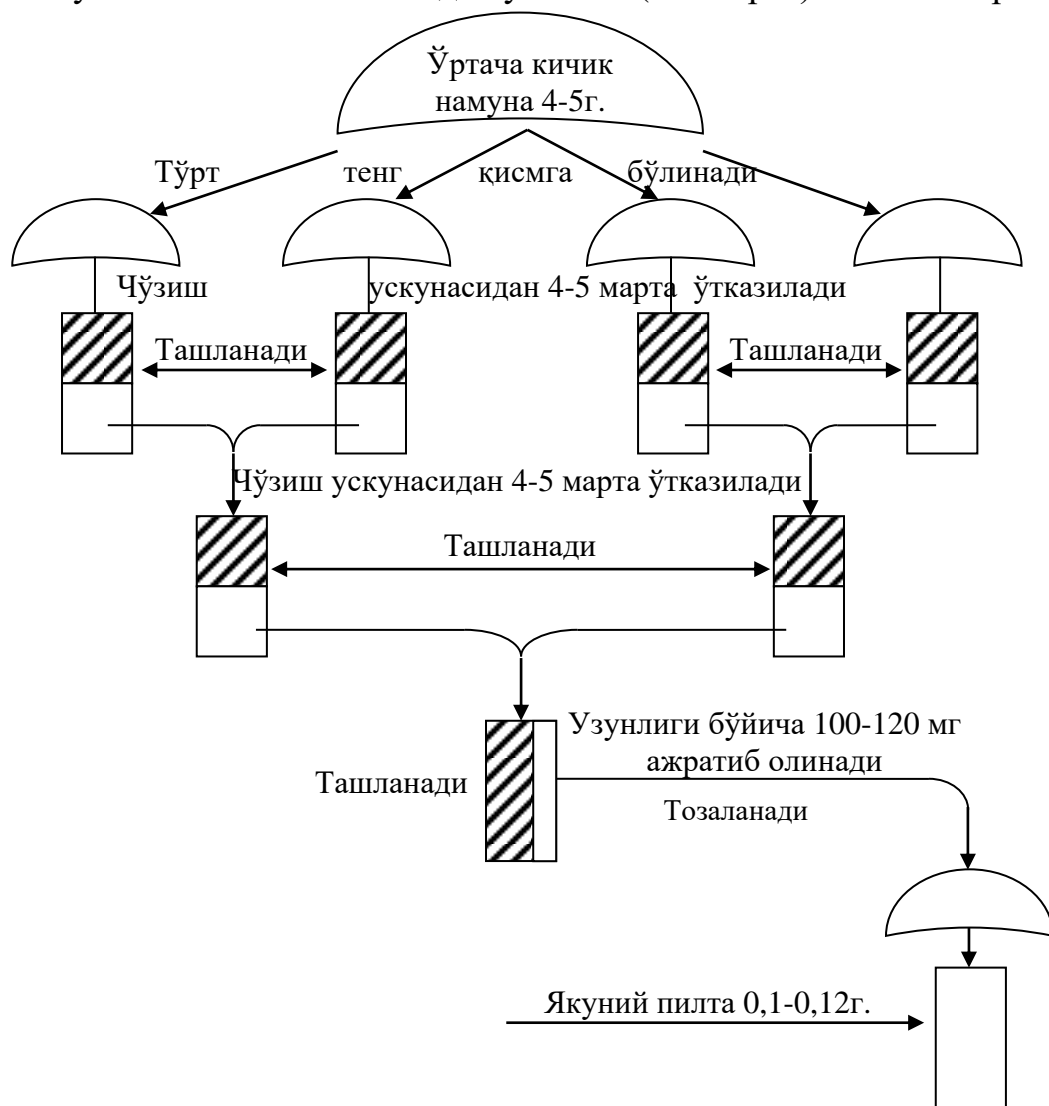 Ўртача кичик
намуна 4-5г.
Тўрт тенг қисмга бўлинади
Чўзиш ускунасидан 4-5 марта ўтказилади
Ташланади Ташланади
Чўзиш ускунасидан 4-5 марта ўтказилади
Ташланади
Узунлиги бўйича 100-120 мг
ажратиб олинади
Ташланади
Тозаланади
Якуний пилта 0,1-0,12г.